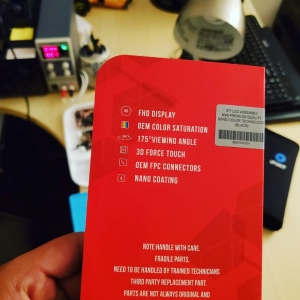 FHD DISPLAY
OEM COLOR SATURATION
175°VIEWING ANGLE
3D FORCE TOUCH
OEM FPC CONNECTORS
NANO COATING
NOTE:HANDLE WITH CARE.
FRAGILE PARTS.
NEED TO BE HANDLED BY TRAINED TECHNICIANS
THIRD PARTY REPLACEMENT PART.
PARTS ARE NOT ALWAYS ORIGINAL AND